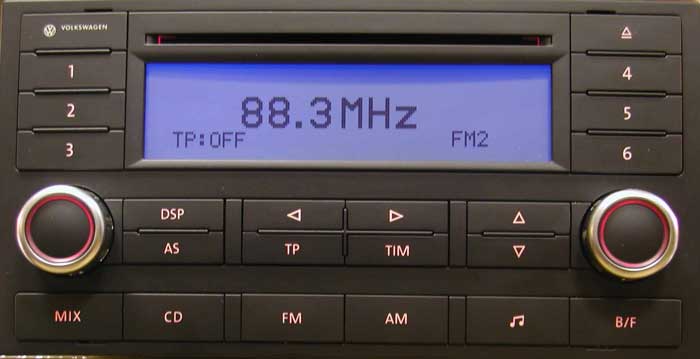 VOLKSWAGEN
1
2
3
88.3MHz
TP:OFF FM2
4
5
6
DSP
AS
TP TIM
MIX CD FM AM B/F